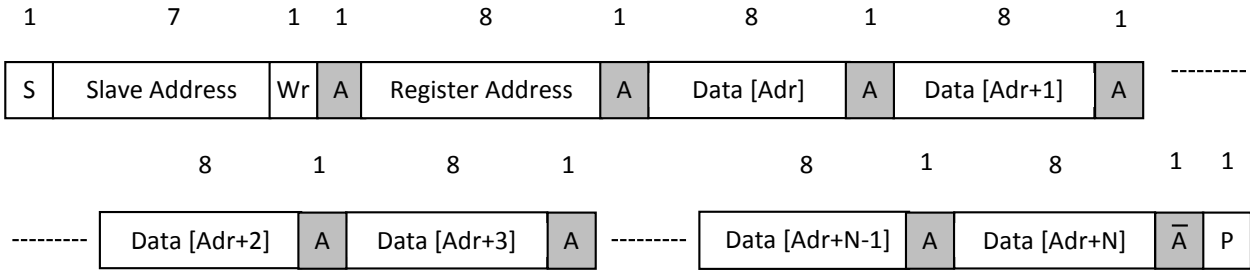 1 7 1 1 8 1 8 1 8 1
S Slave Address Wr A Register Address A Data [Adr] A Data [Adr+1] A
8 1 8 1 8 1 8 1 1
Data [Adr+2] A Data [Adr+3] A Data [Adr+N-1] A Data [Adr+N] A̅ P